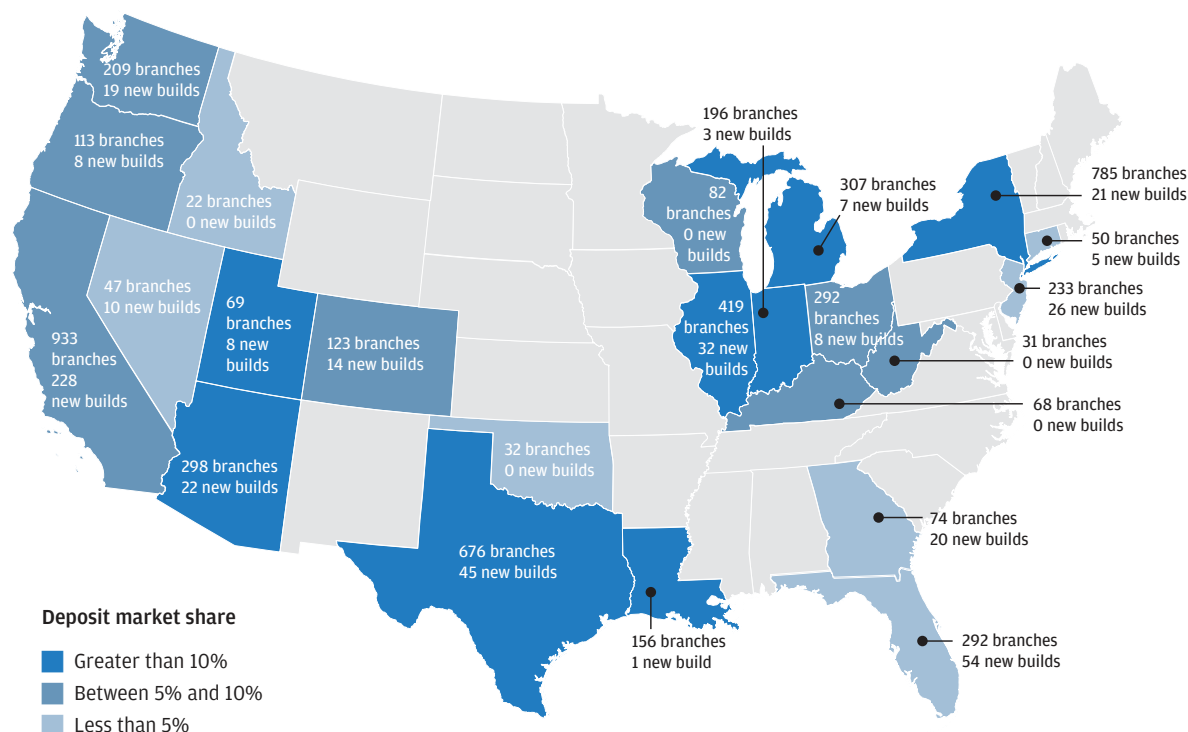 209 branches
19 new builds
113 branches
8 new builds
22 branches
0 new builds
47 branches
10 new builds
933
branches
228
new builds
69
branches
8 new
builds
123 branches
14 new builds
298 branches
22 new builds
32 branches
0 new builds
676 branches
45 new builds
196 branches
3 new builds
82
branches
0 new
builds
307 branches
7 new builds
419
branches
32 new
builds
292
branches
8 new builds
785 branches
21 new builds
50 branches
5 new builds
233 branches
26 new builds
31 branches
0 new builds
68 branches
0 new builds
74 branches
20 new builds
292 branches
54 new builds
156 branches
1 new build
Deposit market share
Greater than 10%
Between 5% and 10%
Less than 5%